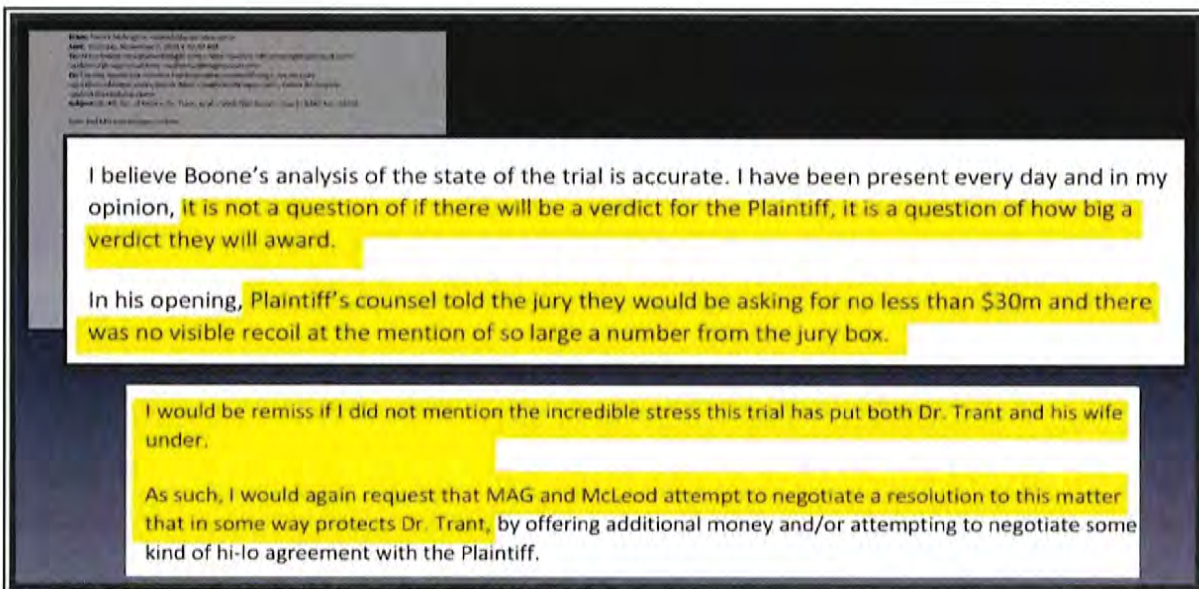 I believe Boone's analysis of the state of the trial is accurate. I have been present every day and in my
opinion, it is not a question of if there will be a verdict for the Plaintiff, it is a question of how big a
verdict they will award.
In his opening, Plaintiff's counsel told the jury they would be asking for no less than $30m and there
was no visible recoil at the mention of so large a number from the jury box.
I would be remiss if I did not mention the incredible stress this trial has put both Dr. Trant and his wife
under.
As such, I would again request that MAG and McLeod attempt to negotiate a resolution to this matter
that in some way protects Dr. Trant, by offering additional money and/or attempting to negotiate some
kind of hi-lo agreement with the Plaintiff.